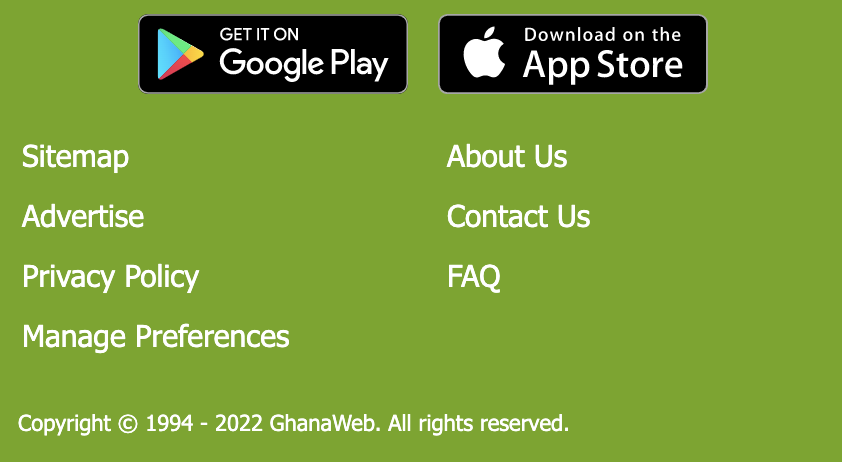 GET IT ON
Google Play
Download on the
App Store
Sitemap
About Us
Advertise
Contact Us
Privacy Policy
FAQ
Manage Preferences
Copyright © 1994 - 2022 GhanaWeb. All rights reserved.